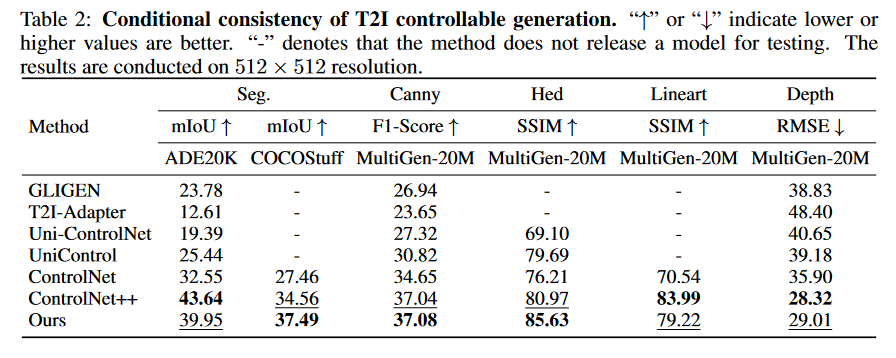 Table 2: Conditional consistency of T2I controllable generation. “↑” or “↓” indicate lower or
higher values are better. “-” denotes that the method does not release a model for testing. The
results are conducted on 512 × 512 resolution.
Seg. Canny Hed Lineart Depth
Method mIoU ↑ mIoU ↑ F1-Score ↑ SSIM ↑ SSIM ↑ RMSE ↓
ADE20K COCOStuff MultiGen-20M MultiGen-20M MultiGen-20M MultiGen-20M
GLIGEN 23.78 - 26.94 - - 38.83
T2I-Adapter 12.61 - 23.65 - - 48.40
Uni-ControlNet 19.39 - 27.32 69.10 - 40.65
UniControl 25.44 - 30.82 79.69 - 39.18
ControlNet 32.55 27.46 34.65 76.21 70.54 35.90
ControlNet++ 43.64 34.56 37.04 80.97 83.99 28.32
Ours 39.95 37.49 37.08 85.63 79.22 29.01